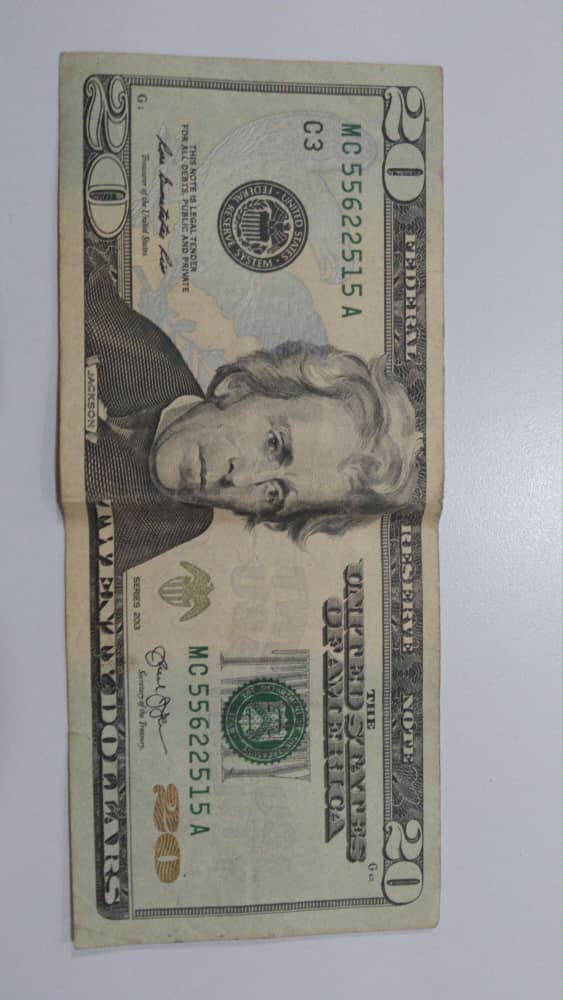 20
FEDERAL RESERVE NOTE
20
THE
UNITED STATES
OF AMERICA
MC 55622515 A
C3
UNITED STATES
FEDERAL RESERVE SYSTEM
THIS NOTE IS LEGAL TENDER
FOR ALL DEBTS, PUBLIC AND PRIVATE
Treasurer of the United States.
MC 55622515 A
SERIES 2013
Secretary of the Treasury.
20
JACKSON
20
TWENTY DOLLARS